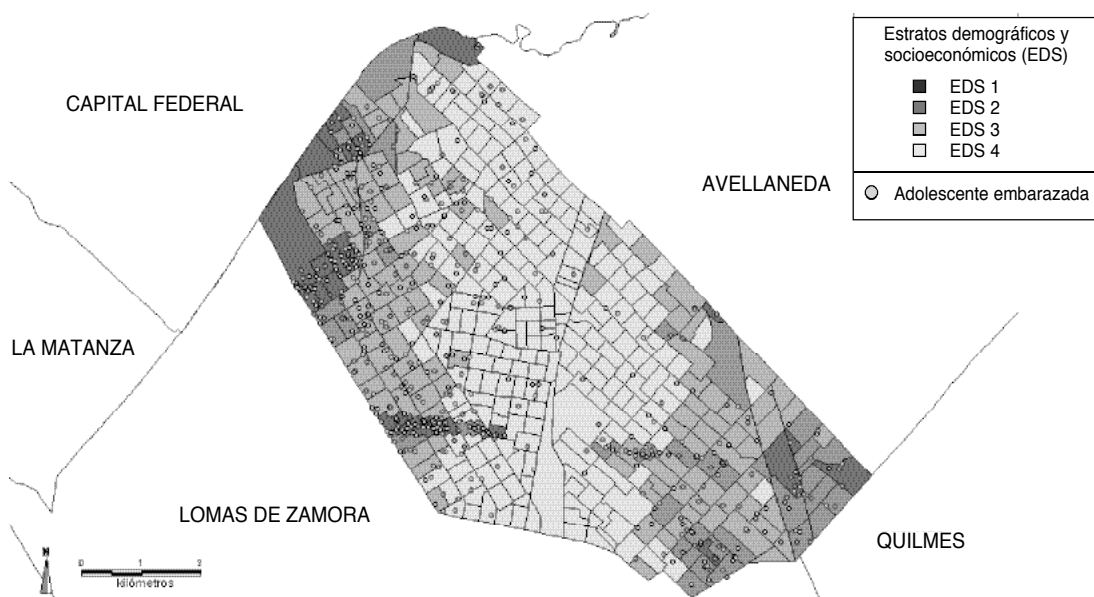 Estratos demográficos y
socioeconómicos (EDS)
EDS 1
EDS 2
EDS 3
EDS 4
Adolescente embarazada
CAPITAL FEDERAL
AVELLANEDA
LA MATANZA
LOMAS DE ZAMORA
QUILMES
N
0 1 2
kilómetros